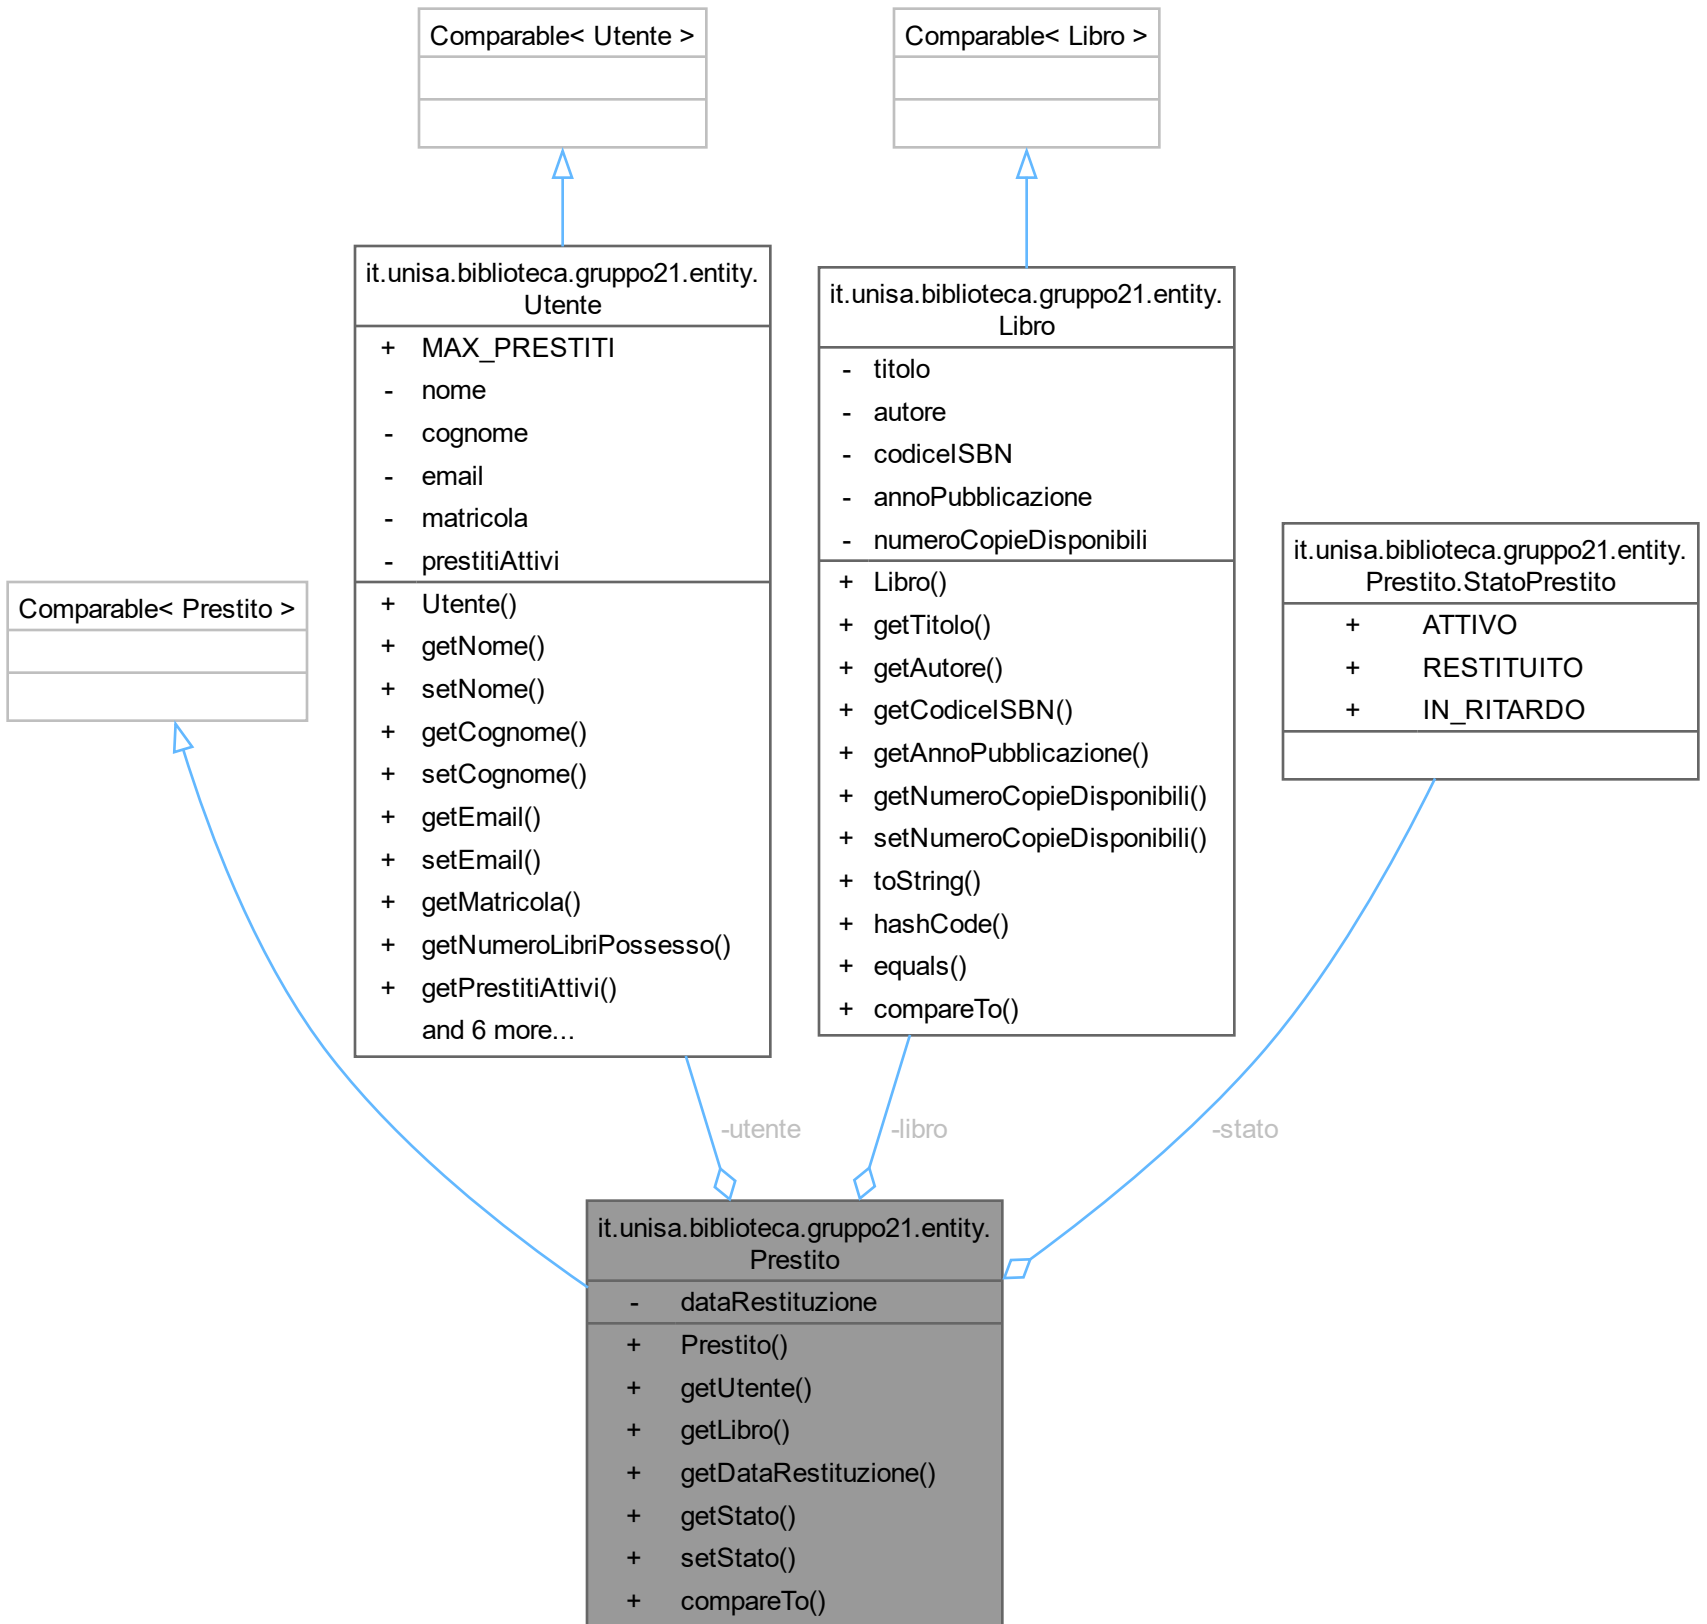 Comparable< Utente >
Comparable< Libro >
it.unisa.biblioteca.gruppo21.entity.
Utente
+ MAX_PRESTITI
- nome
- cognome
- email
- matricola
- prestitiAttivi
+ Utente()
+ getNome()
+ setNome()
+ getCognome()
+ setCognome()
+ getEmail()
+ setEmail()
+ getMatricola()
+ getNumeroLibriPossesso()
+ getPrestitiAttivi()
and 6 more...
it.unisa.biblioteca.gruppo21.entity.
Libro
- titolo
- autore
- codiceISBN
- annoPubblicazione
- numeroCopieDisponibili
+ Libro()
+ getTitolo()
+ getAutore()
+ getCodiceISBN()
+ getAnnoPubblicazione()
+ getNumeroCopieDisponibili()
+ setNumeroCopieDisponibili()
+ toString()
+ hashCode()
+ equals()
+ compareTo()
it.unisa.biblioteca.gruppo21.entity.
Prestito.StatoPrestito
+ ATTIVO
+ RESTITUITO
+ IN_RITARDO
Comparable< Prestito >
-utente
-libro
-stato
it.unisa.biblioteca.gruppo21.entity.
Prestito
- dataRestituzione
+ Prestito()
+ getUtente()
+ getLibro()
+ getDataRestituzione()
+ getStato()
+ setStato()
+ compareTo()